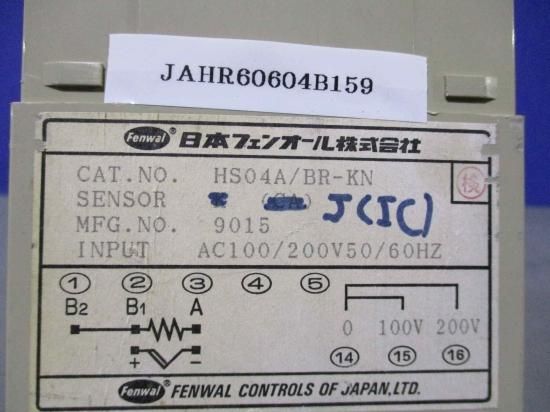 JAHR60604B159
Fenwal ® 日本フェンオール株式会社
CAT.NO. HS04A/BR-KN
検
SENSOR (CA) J(IC)
MFG.NO. 9015
INPUT AC100/200V50/60HZ
① ② ③ ④ ⑤
B2 B1 A
0 100V 200V
+ −
⑭ ⑮ ⑯
Fenwal ® FENWAL CONTROLS OF JAPAN,LTD.